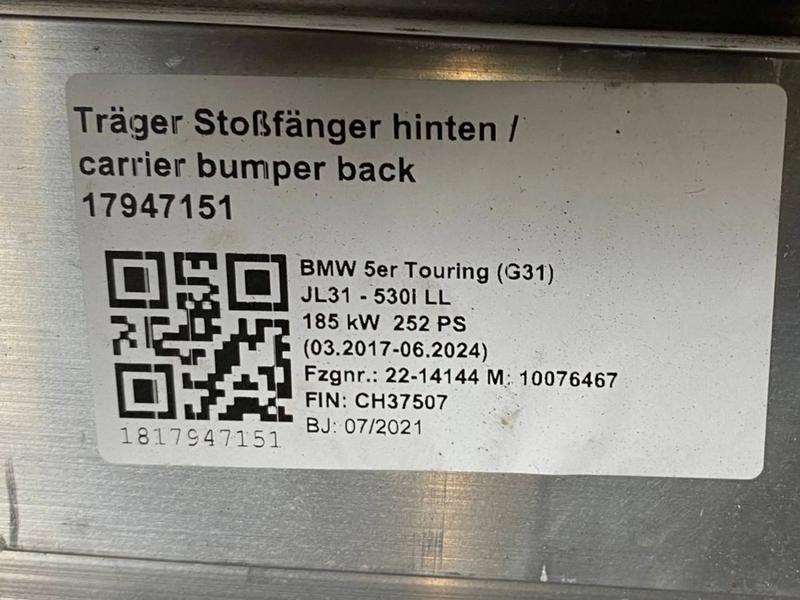 Träger Stoßfänger hinten /
carrier bumper back
17947151
BMW 5er Touring (G31)
JL31 - 530i LL
185 kW 252 PS
(03.2017-06.2024)
Fzgnr.: 22-14144 M: 10076467
FIN: CH37507
BJ: 07/2021
1817947151